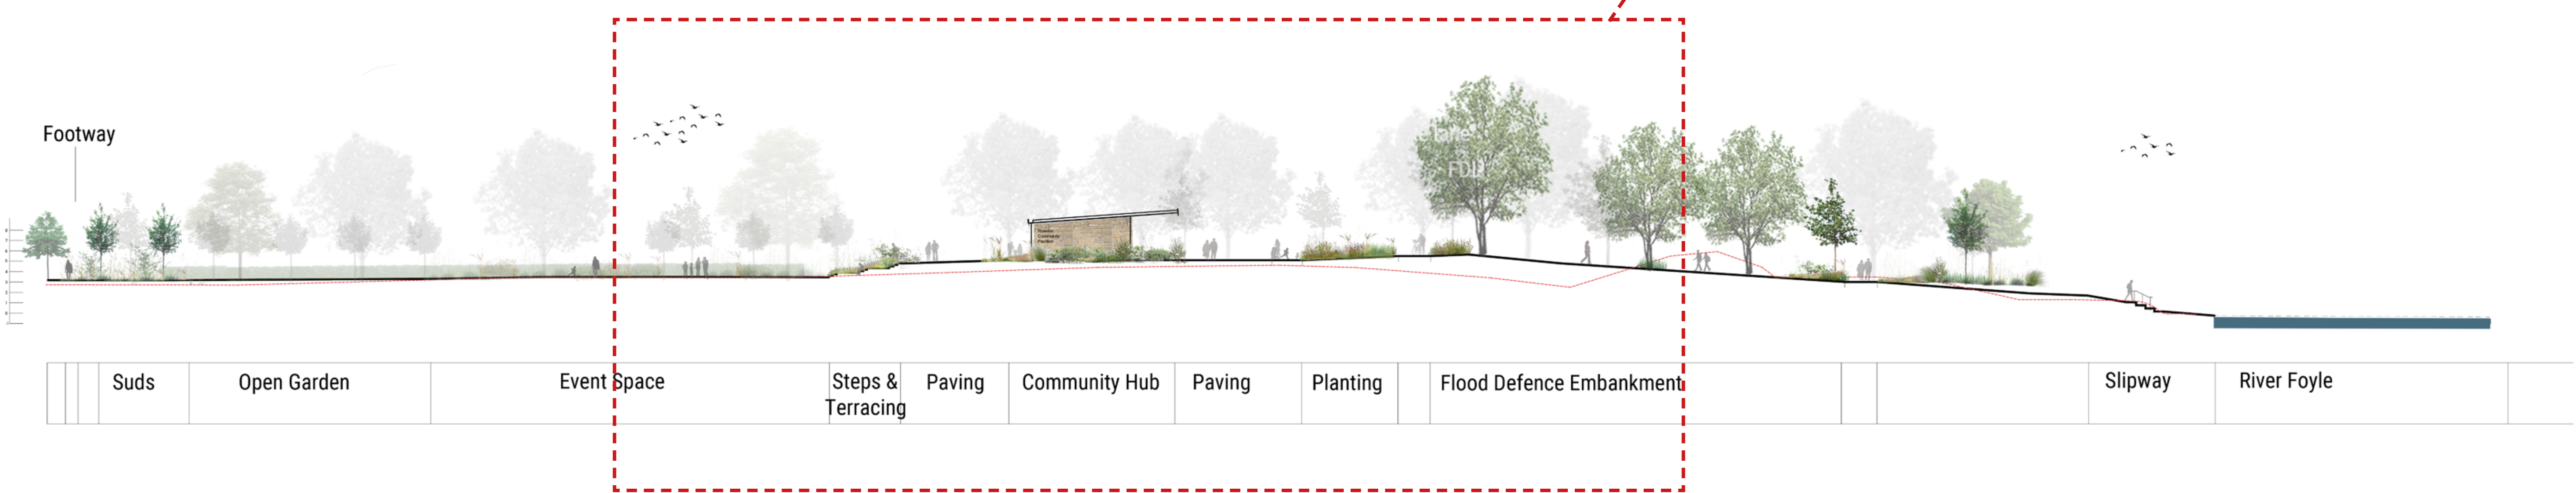 Footway
Suds
Open Garden
Event Space
Steps &
Terracing
Paving
Community Hub
Paving
Planting
Flood Defence Embankment
Slipway
River Foyle